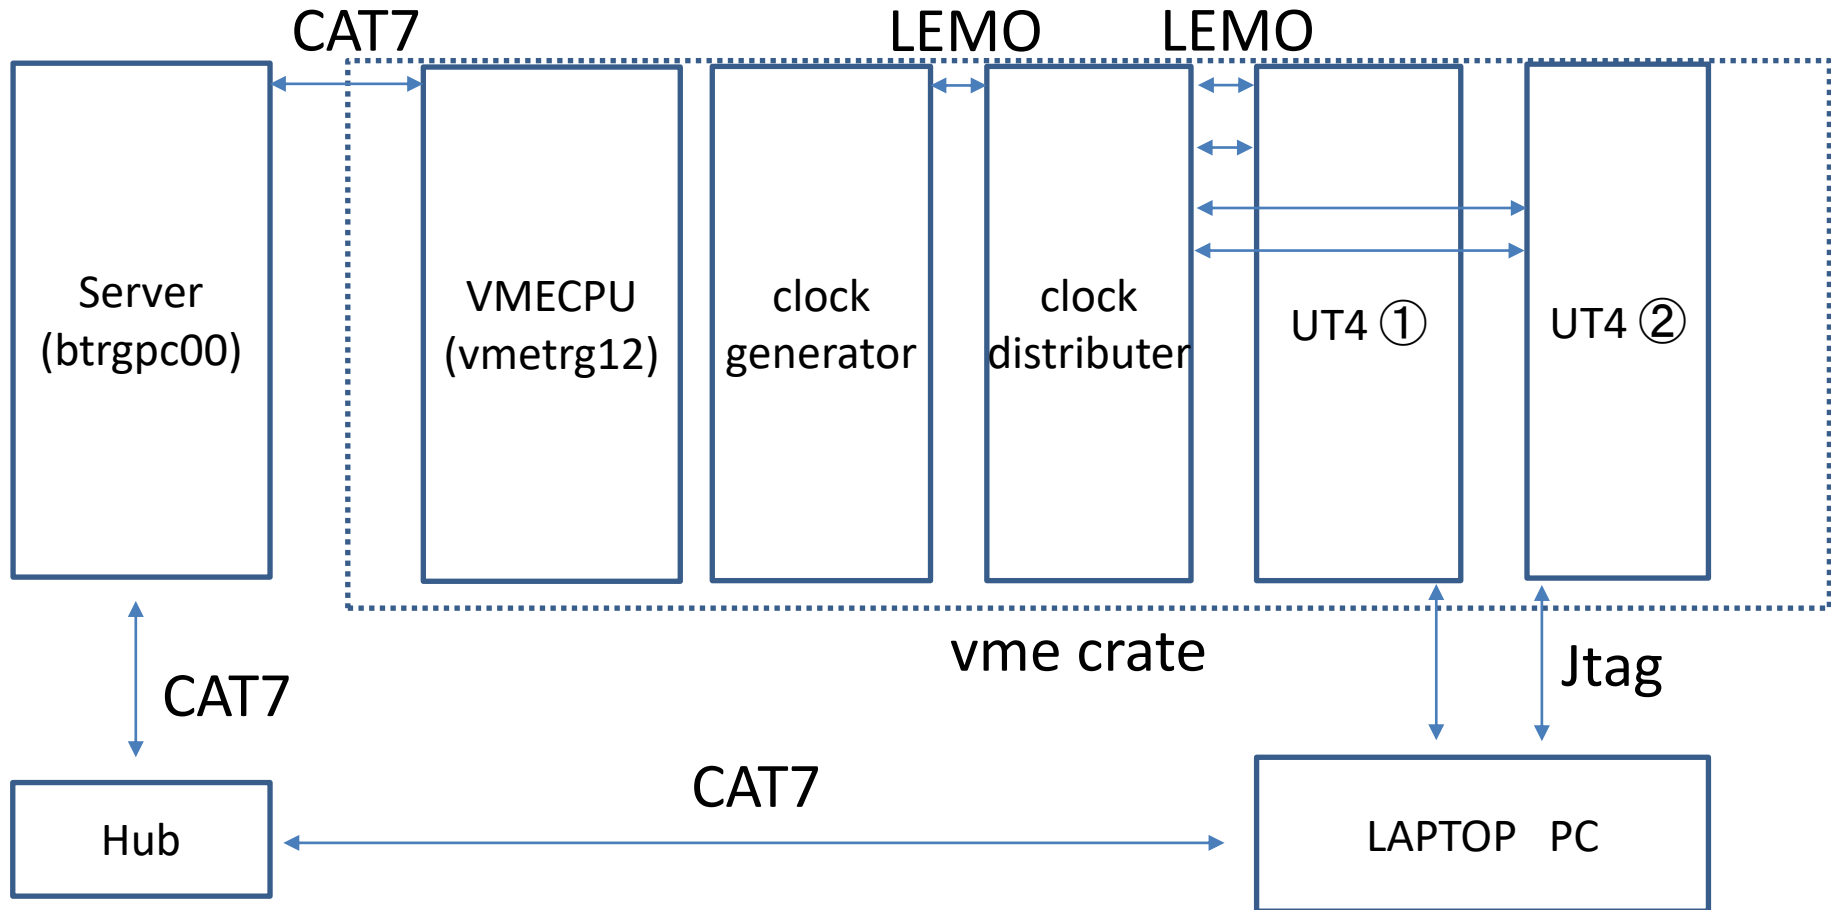 CAT7
LEMO
LEMO
Server
(btrgpc00)
VMECPU
(vmetrg12)
clock
generator
clock
distributer
UT4 ①
UT4 ②
vme crate
Jtag
CAT7
CAT7
Hub
LAPTOP PC